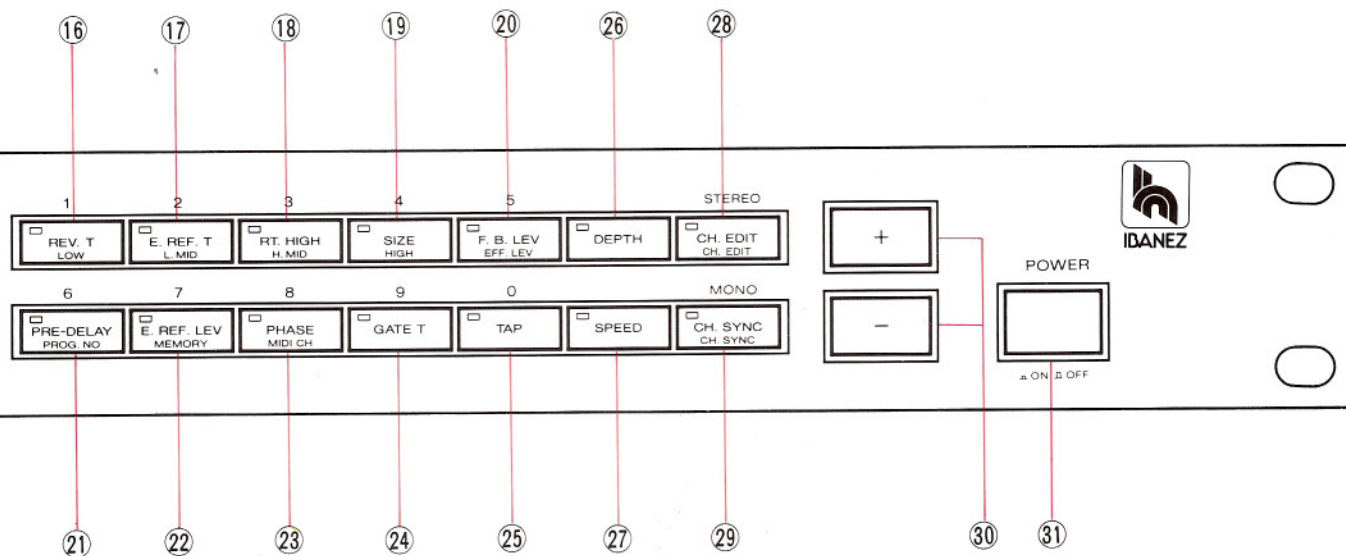 16 17 18 19 20 26 28
1 2 3 4 5 STEREO
REV. T E. REF. T RT. HIGH SIZE F. B. LEV DEPTH CH. EDIT +
LOW L. MID H. MID HIGH EFF. LEV CH. EDIT
IBANEZ
POWER
6 7 8 9 0 MONO
PRE-DELAY E. REF. LEV PHASE GATE T TAP SPEED CH. SYNC −
PROG. NO MEMORY MIDI CH CH. SYNC
ON OFF
21 22 23 24 25 27 29 30 31